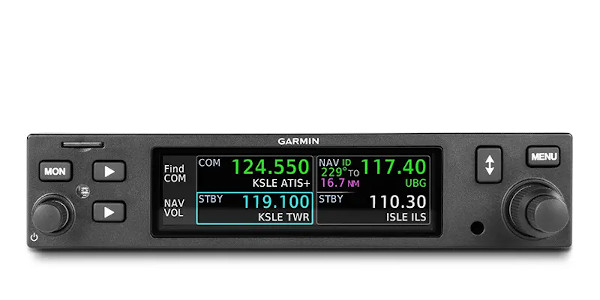 GARMIN
MON
Find COM
NAV VOL
COM 124.550
KSLE ATIS+
STBY 119.100
KSLE TWR
NAV ID 117.40
229° TO
16.7 NM
UBG
STBY 110.30
ISLE ILS
MENU